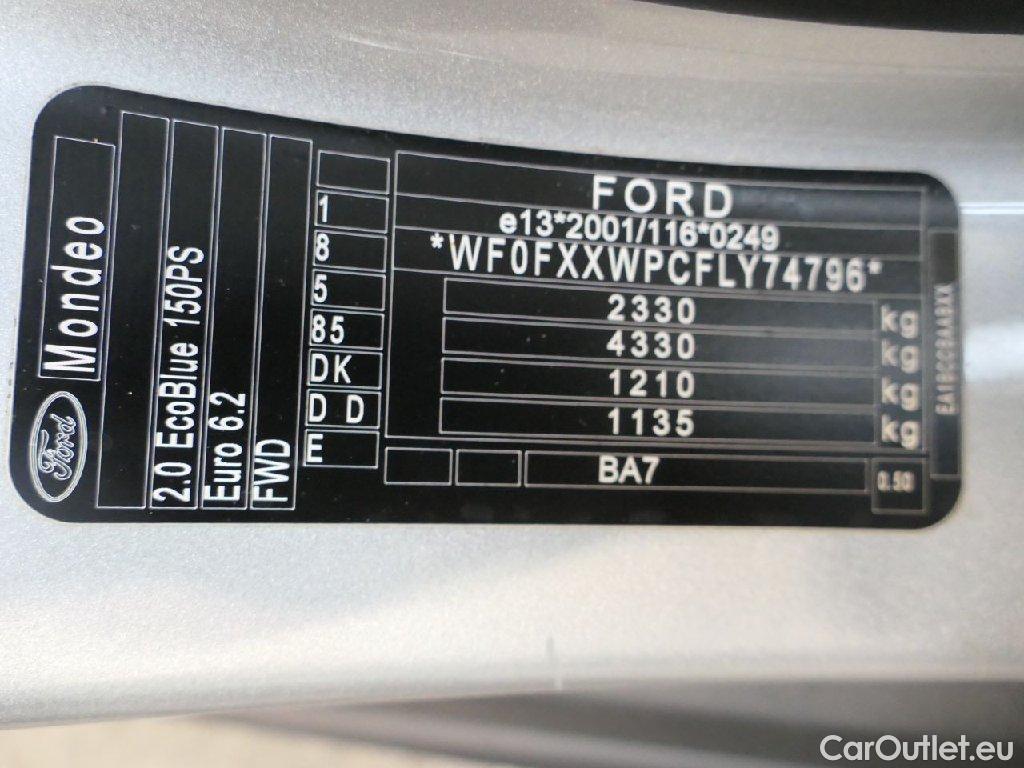 FORD
e13*2001/116*0249
*WF0FXXWPCFLY74796*
2330 kg
4330 kg
1210 kg
1135 kg
BA7
0.50
1
8
5
85
DK
D D
E
Mondeo
2.0 EcoBlue 150PS
Euro 6.2
FWD
Ford
CarOutlet.eu